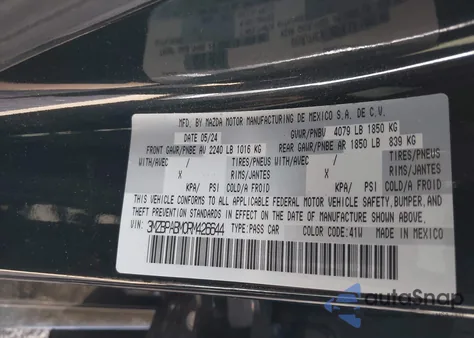 MFD. BY MAZDA MOTOR MANUFACTURING DE MEXICO S.A. DE C.V.
DATE 05/24 GVWR/PNBV 4079 LB 1850 KG
FRONT GAWR/PNBE AV 2240 LB 1016 KG REAR GAWR/PNBE AR 1850 LB 839 KG
WITH/AVEC / TIRES/PNEUS WITH/AVEC / TIRES/PNEUS
X RIMS/JANTES X RIMS/JANTES
KPA/ PSI COLD/A FROID KPA/ PSI COLD/A FROID
THIS VEHICLE CONFORMS TO ALL APPLICABLE FEDERAL MOTOR VEHICLE SAFETY, BUMPER, AND
THEFT PREVENTION STANDARDS IN EFFECT ON THE DATE OF MANUFACTURE SHOWN ABOVE.
VIN: 3MZBPABM0RM426644 TYPE: PASS CAR COLOR CODE: 41W MADE IN MEXICO
autoSnap